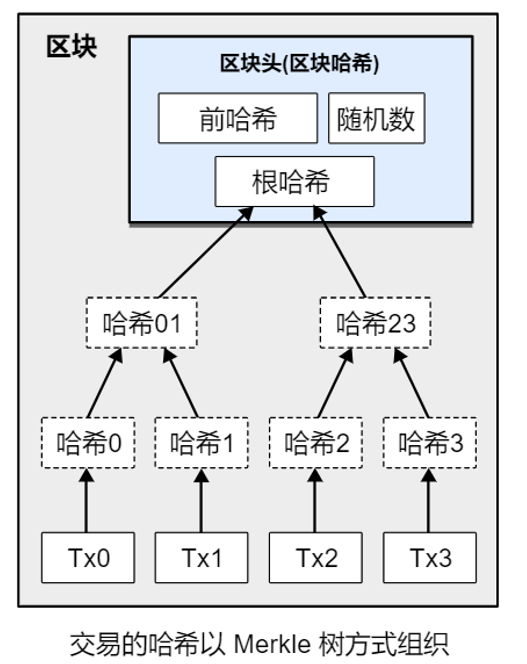 区块
区块头(区块哈希)
前哈希 随机数
根哈希
哈希01 哈希23
哈希0 哈希1 哈希2 哈希3
Tx0 Tx1 Tx2 Tx3
交易的哈希以 Merkle 树方式组织